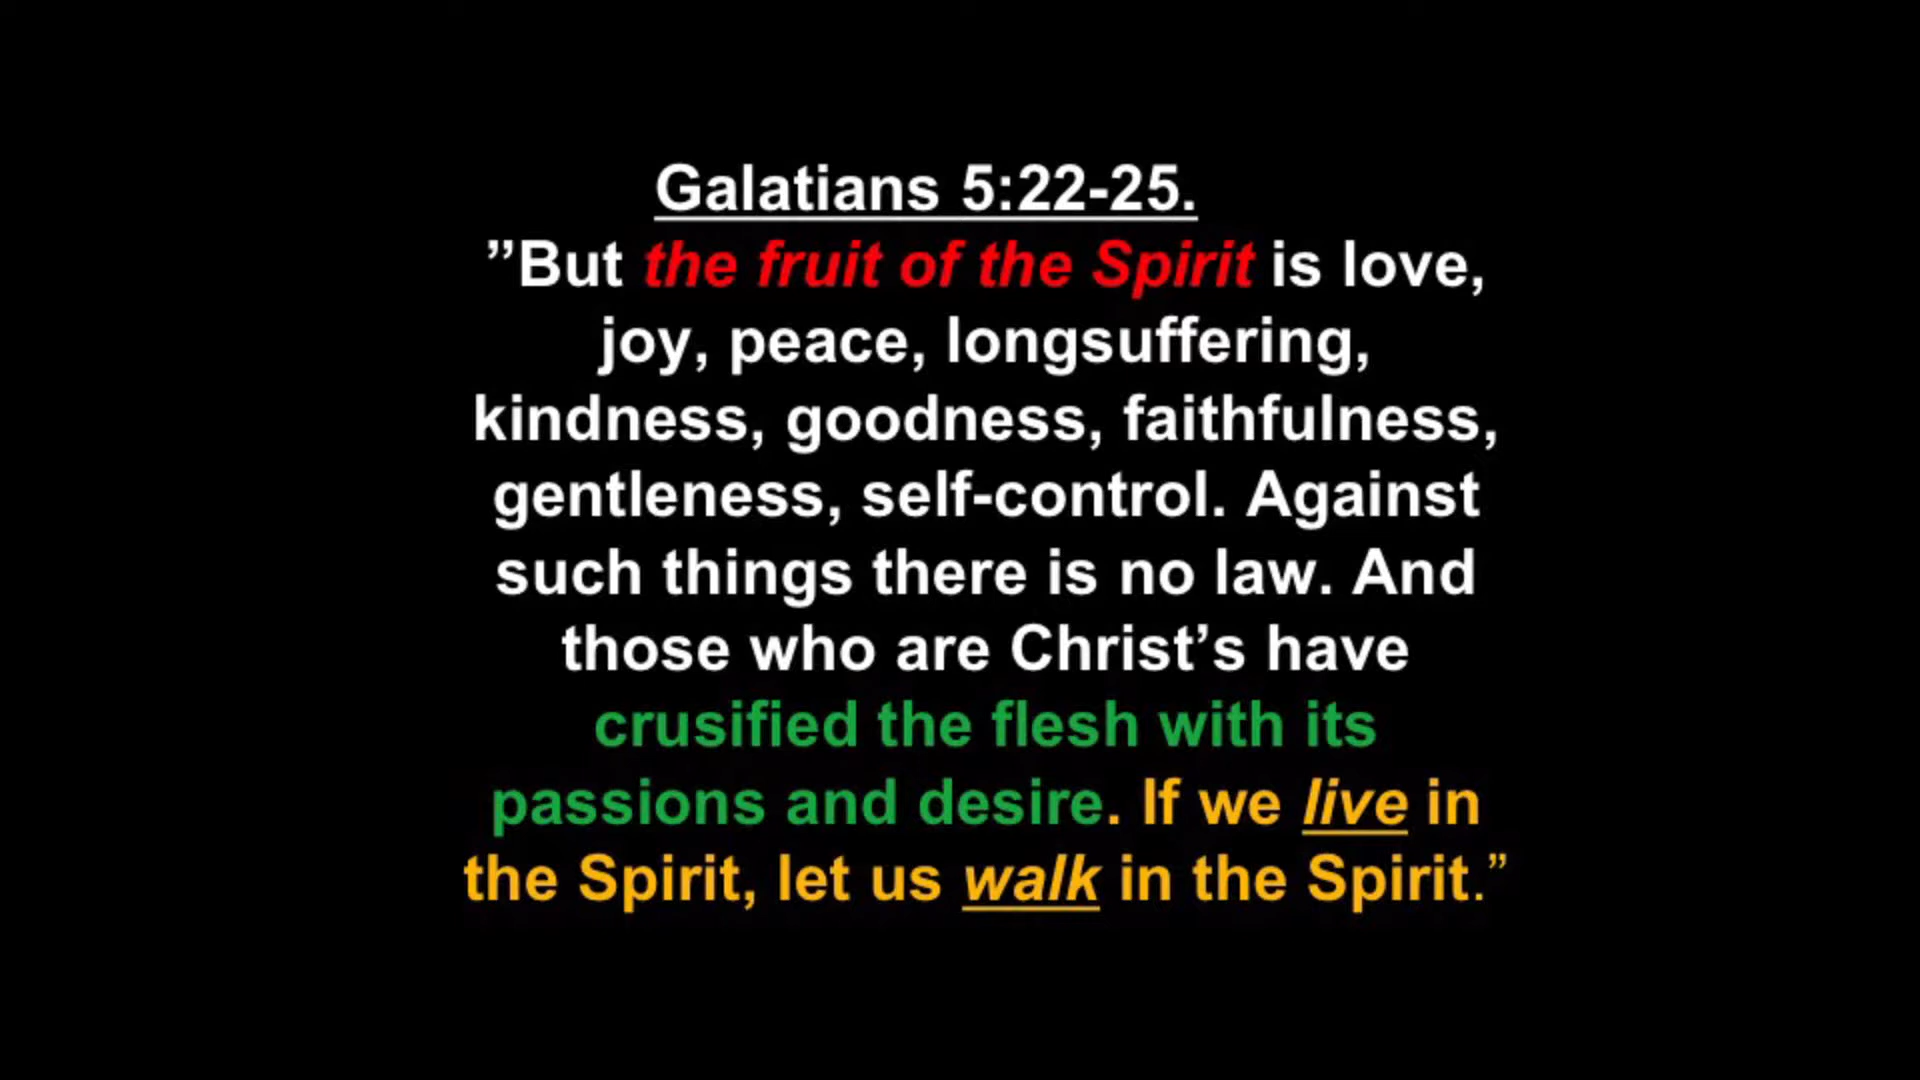 Galatians 5:22-25.
”But the fruit of the Spirit is love,
joy, peace, longsuffering,
kindness, goodness, faithfulness,
gentleness, self-control. Against
such things there is no law. And
those who are Christ’s have
crusified the flesh with its
passions and desire. If we live in
the Spirit, let us walk in the Spirit.”